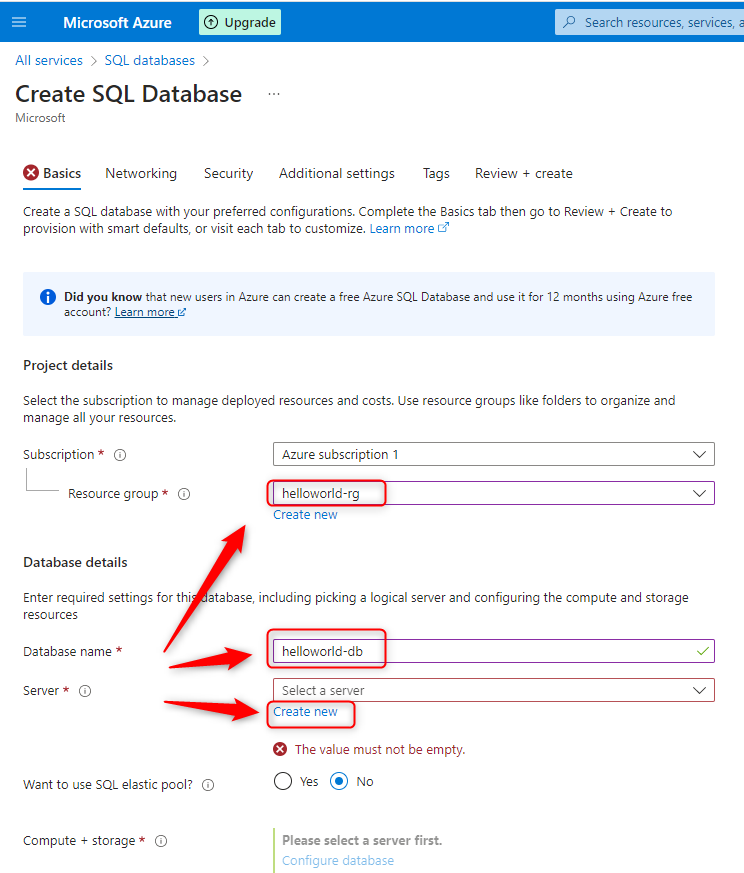 Microsoft Azure
Upgrade
Search resources, services, a
All services > SQL databases >
Create SQL Database ...
Microsoft
Basics
Networking
Security
Additional settings
Tags
Review + create
Create a SQL database with your preferred configurations. Complete the Basics tab then go to Review + Create to
provision with smart defaults, or visit each tab to customize. Learn more
Did you know that new users in Azure can create a free Azure SQL Database and use it for 12 months using Azure free
account? Learn more
Project details
Select the subscription to manage deployed resources and costs. Use resource groups like folders to organize and
manage all your resources.
Subscription *
Azure subscription 1
Resource group *
helloworld-rg
Create new
Database details
Enter required settings for this database, including picking a logical server and configuring the compute and storage
resources
Database name *
helloworld-db
Server *
Select a server
Create new
The value must not be empty.
Want to use SQL elastic pool?
Yes
No
Compute + storage *
Please select a server first.
Configure database